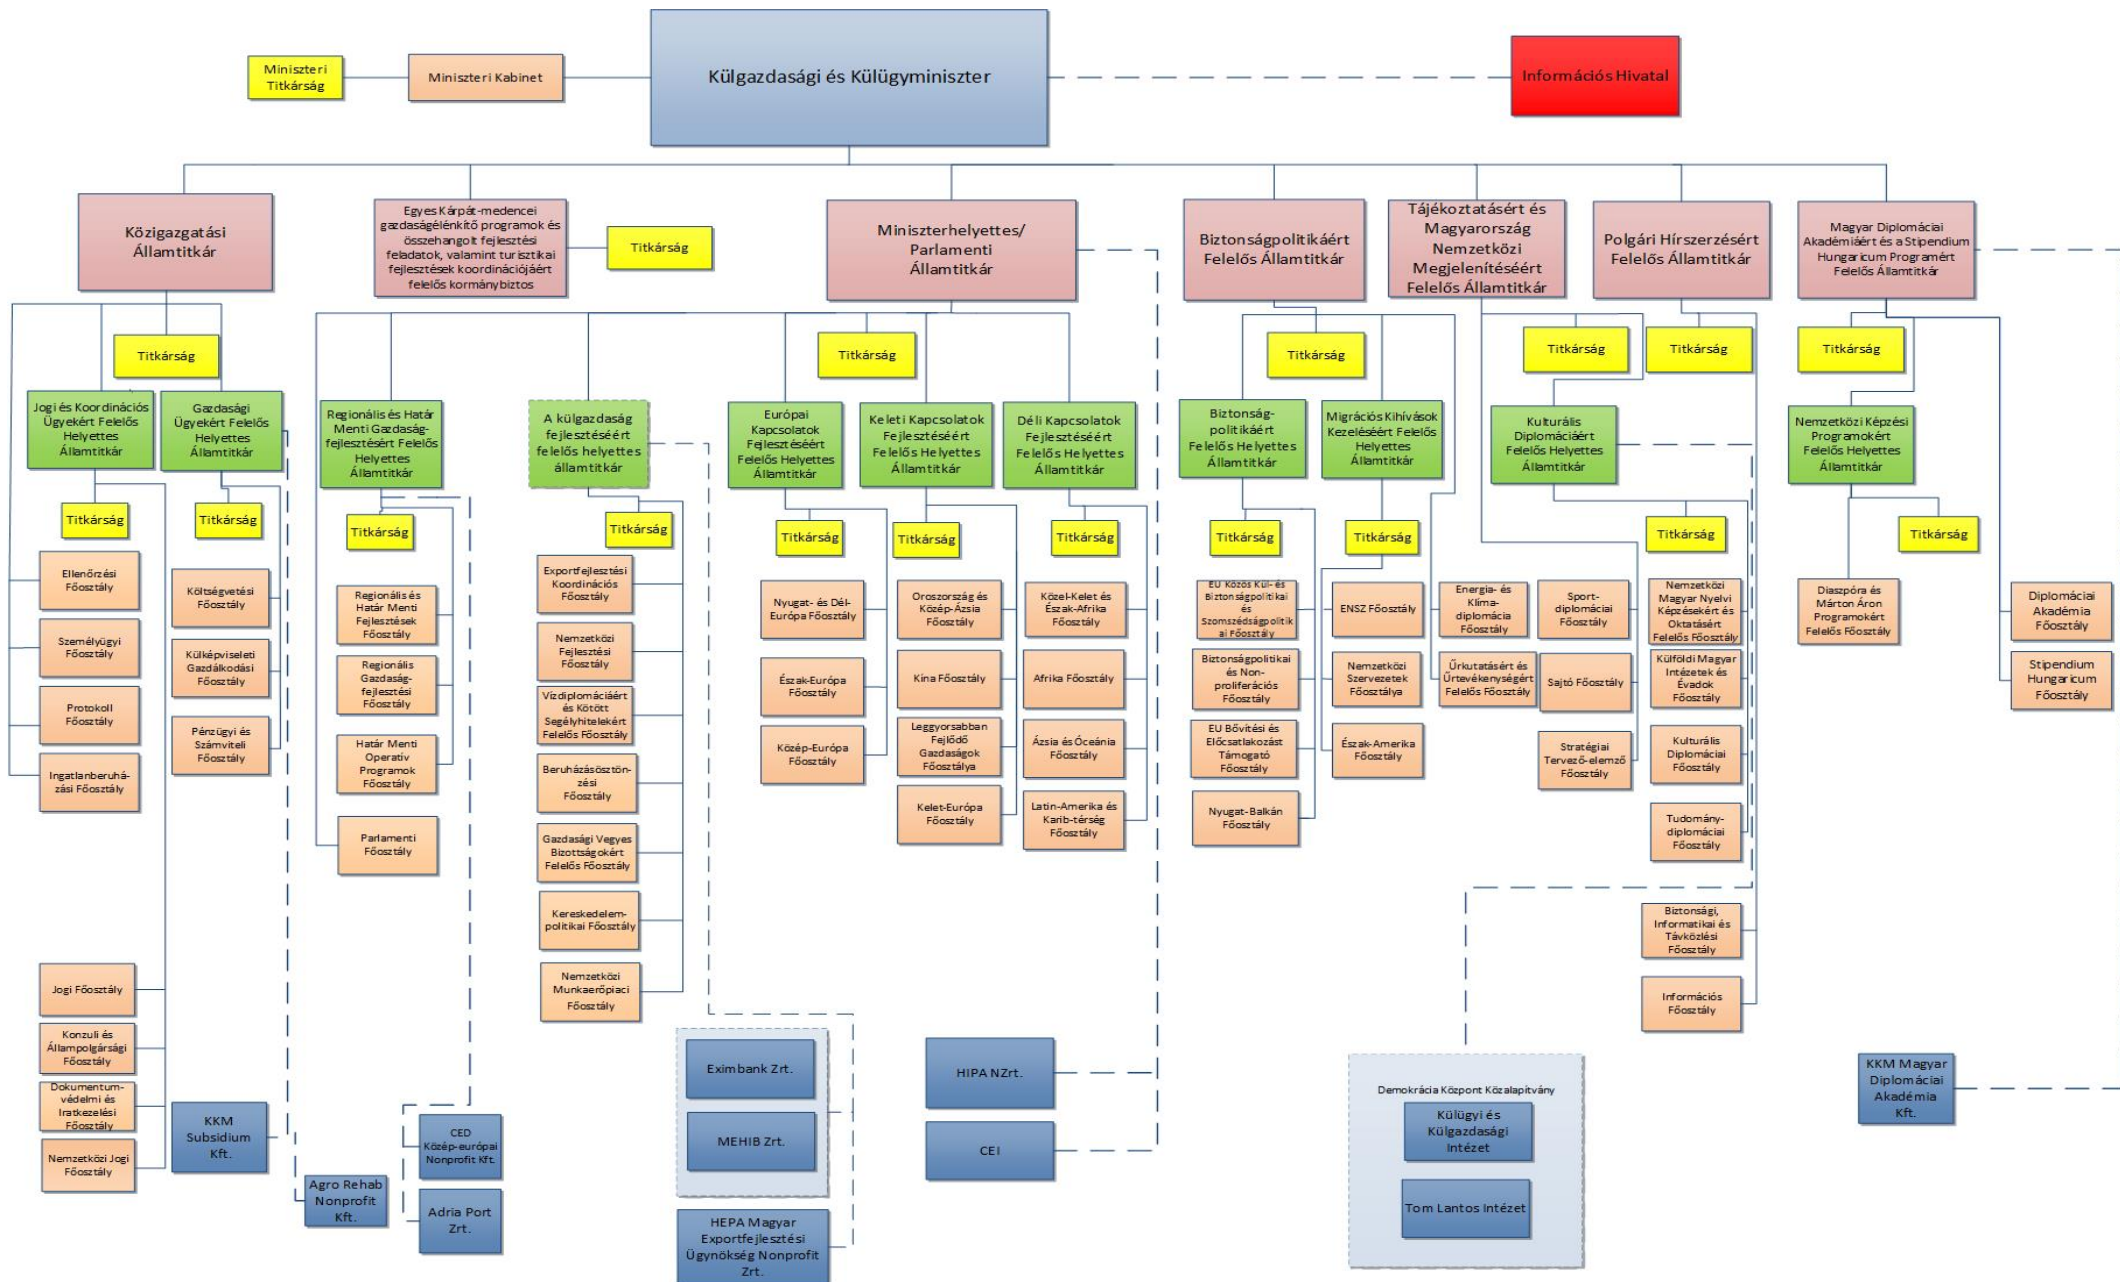 Külgazdasági és Külügyminiszter
Miniszteri
Titkárság
Miniszteri Kabinet
Információs Hivatal
Közigazgatási
Államtitkár
Egyes Kárpát-medencei
gazdaságélénkítő programok és
összehangolt fejlesztési
feladatok, valamint turisztikai
fejlesztések koordinációjáért
felelős kormánybiztos
Titkárság
Miniszterhelyettes/
Parlamenti
Államtitkár
Biztonságpolitikáért
Felelős Államtitkár
Tájékoztatásért és
Magyarország
Nemzetközi
Megjelenítéséért
Felelős Államtitkár
Polgári Hírszerzésért
Felelős Államtitkár
Magyar Diplomáciai
Akadémiáért és a Stipendium
Hungaricum Programért
Felelős Államtitkár
Titkárság
Titkárság
Titkárság
Titkárság
Titkárság
Titkárság
Jogi és Koordinációs
Ügyekért Felelős
Helyettes
Államtitkár
Gazdasági
Ügyekért Felelős
Helyettes
Államtitkár
Regionális és Határ
Menti Gazdaság-
fejlesztésért Felelős
Helyettes
Államtitkár
A külgazdaság
fejlesztéséért
felelős helyettes
államtitkár
Európai
Kapcsolatok
Fejlesztéséért
Felelős Helyettes
Államtitkár
Keleti Kapcsolatok
Fejlesztéséért
Felelős Helyettes
Államtitkár
Déli Kapcsolatok
Fejlesztéséért
Felelős Helyettes
Államtitkár
Biztonság-
politikáért
Felelős Helyettes
Államtitkár
Migrációs Kihívások
Kezeléséért Felelős
Helyettes
Államtitkár
Kulturális
Diplomáciáért
Felelős Helyettes
Államtitkár
Nemzetközi Képzési
Programokért
Felelős Helyettes
Államtitkár
Titkárság
Titkárság
Titkárság
Titkárság
Titkárság
Titkárság
Titkárság
Titkárság
Titkárság
Titkárság
Titkárság
Ellenőrzési
Főosztály
Személyügyi
Főosztály
Protokoll
Főosztály
Ingatlanberuhá-
zási Főosztály
Költségvetési
Főosztály
Külképviseleti
Gazdálkodási
Főosztály
Pénzügyi és
Számviteli
Főosztály
Regionális és
Határ Menti
Fejlesztések
Főosztály
Regionális
Gazdaság-
fejlesztési
Főosztály
Határ Menti
Operatív
Programok
Főosztály
Parlamenti
Főosztály
Exportfejlesztési
Koordinációs
Főosztály
Nemzetközi
Fejlesztési
Főosztály
Vízdiplomáciáért
és Kötött
Segélyhitelekért
Felelős Főosztály
Beruházásösztön-
zési
Főosztály
Gazdasági Vegyes
Bizottságokért
Felelős Főosztály
Kereskedelem-
politikai Főosztály
Nemzetközi
Munkaerőpiaci
Főosztály
Nyugat- és Dél-
Európa Főosztály
Észak-Európa
Főosztály
Közép-Európa
Főosztály
Oroszország és
Közép-Ázsia
Főosztály
Kína Főosztály
Leggyorsabban
Fejlődő
Gazdaságok
Főosztálya
Kelet-Európa
Főosztály
Közel-Kelet és
Észak-Afrika
Főosztály
Afrika Főosztály
Ázsia és Óceánia
Főosztály
Latin-Amerika és
Karib-térség
Főosztály
EU Közös Kül- és
Biztonságpolitikai
és
Szomszédságpolitik
ai Főosztály
Biztonságpolitikai
és Non-
proliferációs
Főosztály
EU Bővítési és
Előcsatlakozást
Támogató
Főosztály
Nyugat-Balkán
Főosztály
ENSZ Főosztály
Nemzetközi
Szervezetek
Főosztálya
Észak-Amerika
Főosztály
Energia- és
Klíma-
diplomácia
Főosztály
Űrkutatásért és
Űrtevékenységért
Felelős Főosztály
Sport-
diplomáciai
Főosztály
Sajtó Főosztály
Stratégiai
Tervező-elemző
Főosztály
Nemzetközi
Magyar Nyelvi
Képzésekért és
Oktatásért
Felelős Főosztály
Külföldi Magyar
Intézetek és
Évadok
Főosztály
Kulturális
Diplomáciai
Főosztály
Tudomány-
diplomáciai
Főosztály
Biztonsági,
Informatikai és
Távközlési
Főosztály
Információs
Főosztály
Diaszpóra és
Márton Áron
Programokért
Felelős Főosztály
Diplomáciai
Akadémia
Főosztály
Stipendium
Hungaricum
Főosztály
Jogi Főosztály
Konzuli és
Állampolgársági
Főosztály
Dokumentum-
védelmi és
Iratkezelési
Főosztály
Nemzetközi Jogi
Főosztály
KKM
Subsidium
Kft.
Agro Rehab
Nonprofit
Kft.
CED
Közép-európai
Nonprofit Kft.
Adria Port
Zrt.
Eximbank Zrt.
MEHIB Zrt.
HEPA Magyar
Exportfejlesztési
Ügynökség Nonprofit
Zrt.
HIPA NZrt.
CEI
Demokrácia Központ Közalapítvány
Külügyi és
Külgazdasági
Intézet
Tom Lantos Intézet
KKM Magyar
Diplomáciai
Akadémia
Kft.